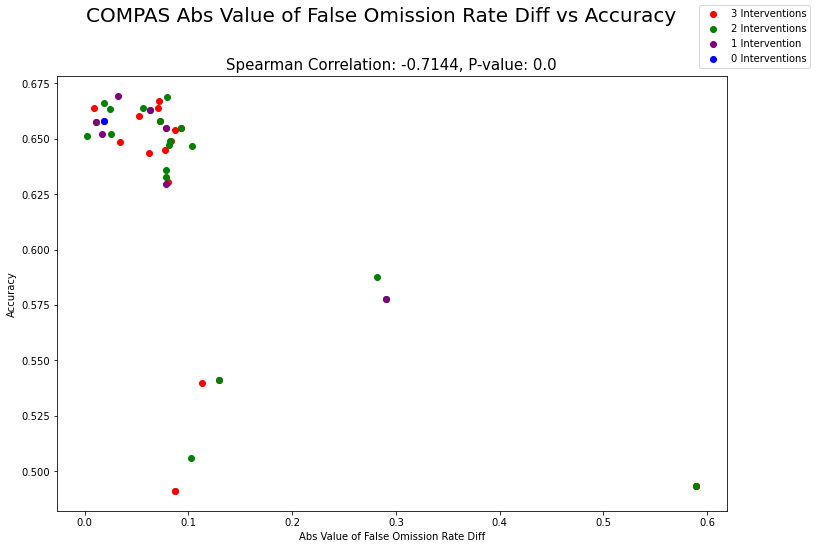 COMPAS Abs Value of False Omission Rate Diff vs Accuracy
3 Interventions
2 Interventions
1 Intervention
0 Interventions
Spearman Correlation: -0.7144, P-value: 0.0
0.675
0.650
0.625
0.600
0.575
0.550
0.525
0.500
Accuracy
0.0
0.1
0.2
0.3
0.4
0.5
0.6
Abs Value of False Omission Rate Diff